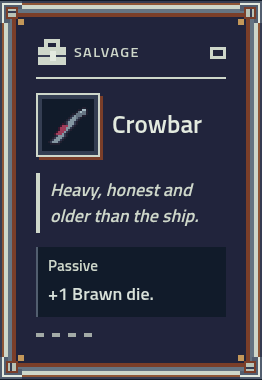 SALVAGE
Crowbar
Heavy, honest and
older than the ship.
Passive
+1 Brawn die.